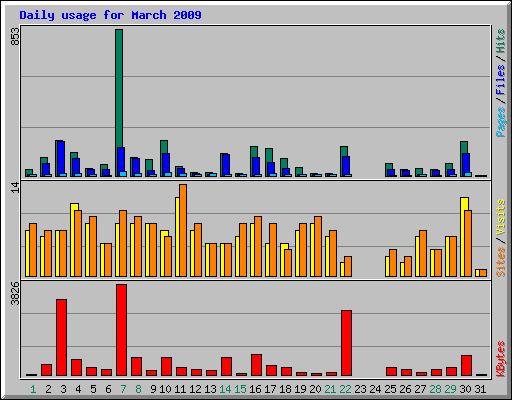 Daily usage for March 2009
853
Pages / Files / Hits
14
Sites / Visits
3826
KBytes
1 2 3 4 5 6 7 8 9 10 11 12 13 14 15 16 17 18 19 20 21 22 23 24 25 26 27 28 29 30 31